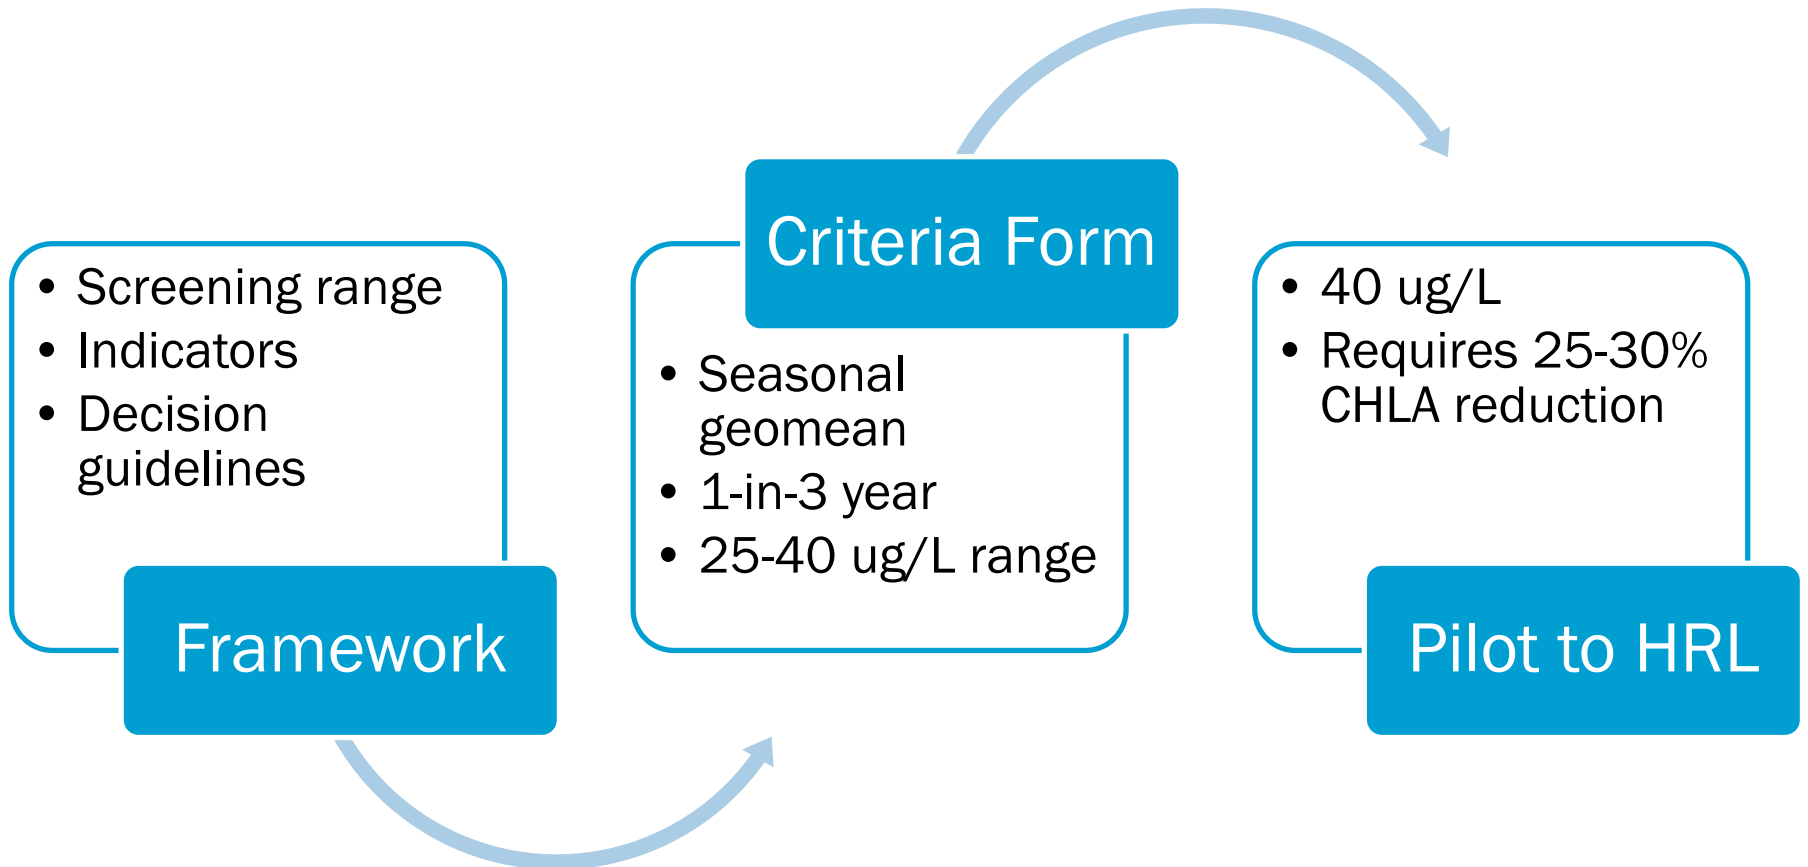 • Screening range
• Indicators
• Decision
guidelines
Framework
Criteria Form
• Seasonal
geomean
• 1-in-3 year
• 25-40 ug/L range
• 40 ug/L
• Requires 25-30%
CHLA reduction
Pilot to HRL